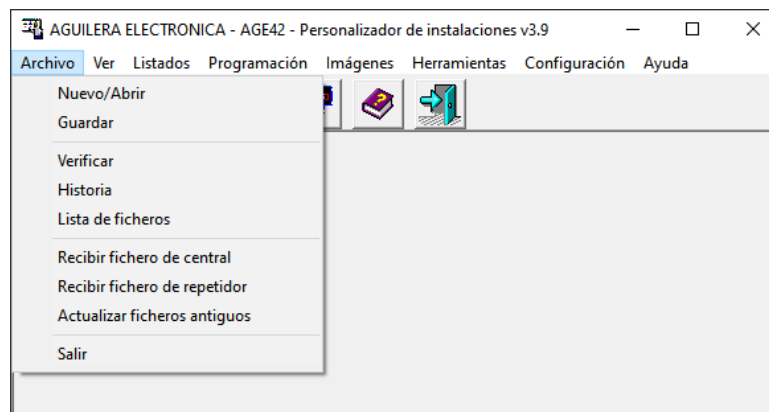 AGUILERA ELECTRONICA - AGE42 - Personalizador de instalaciones v3.9
Archivo Ver Listados Programación Imágenes Herramientas Configuración Ayuda
Nuevo/Abrir
Guardar
Verificar
Historia
Lista de ficheros
Recibir fichero de central
Recibir fichero de repetidor
Actualizar ficheros antiguos
Salir